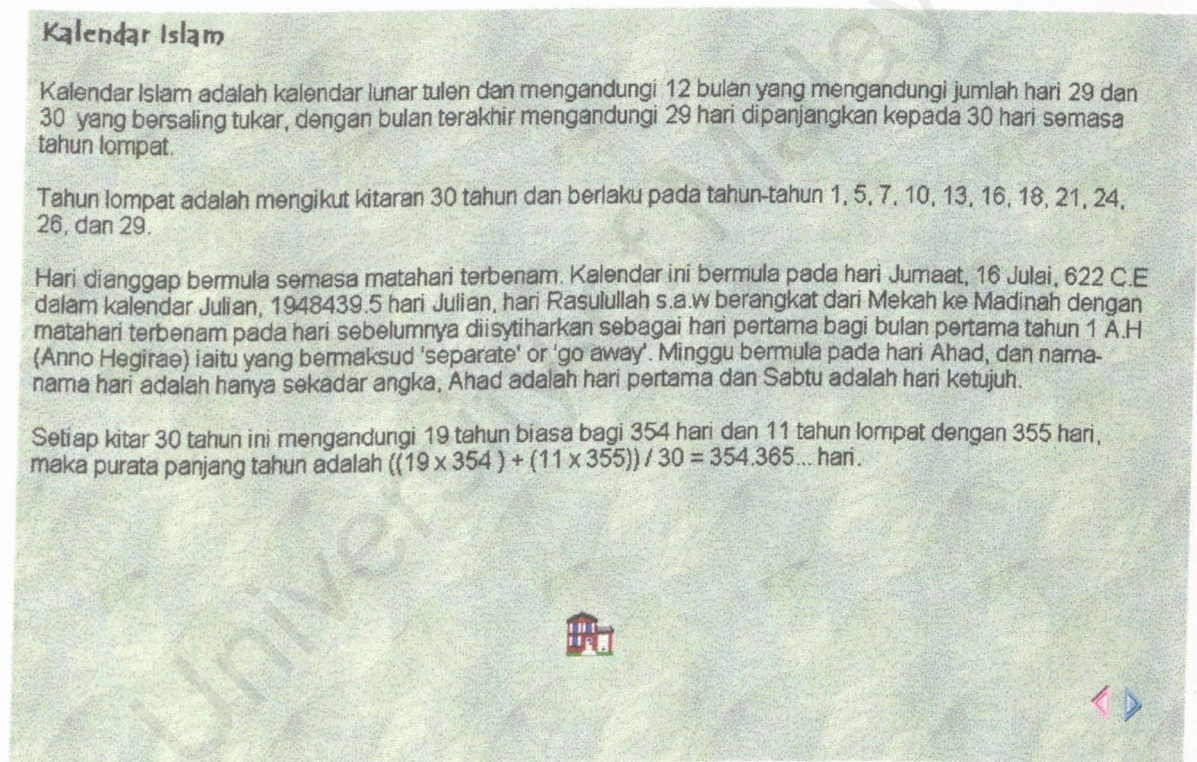 Kalendar Islam
Kalendar Islam adalah kalendar lunar tulen dan mengandungi 12 bulan yang mengandungi jumlah hari 29 dan
30 yang bersaling tukar, dengan bulan terakhir mengandungi 29 hari dipanjangkan kepada 30 hari semasa
tahun lompat.
Tahun lompat adalah mengikut kitaran 30 tahun dan berlaku pada tahun-tahun 1, 5, 7, 10, 13, 16, 18, 21, 24,
26, dan 29.
Hari dianggap bermula semasa matahari terbenam. Kalendar ini bermula pada hari Jumaat, 16 Julai, 622 C.E
dalam kalendar Julian, 1948439.5 hari Julian, hari Rasulullah s.a.w berangkat dari Mekah ke Madinah dengan
matahari terbenam pada hari sebelumnya diisytiharkan sebagai hari pertama bagi bulan pertama tahun 1 A.H
(Anno Hegirae) iaitu yang bermaksud 'separate' or 'go away'. Minggu bermula pada hari Ahad, dan nama-
nama hari adalah hanya sekadar angka, Ahad adalah hari pertama dan Sabtu adalah hari ketujuh.
Setiap kitar 30 tahun ini mengandungi 19 tahun biasa bagi 354 hari dan 11 tahun lompat dengan 355 hari,
maka purata panjang tahun adalah ((19 x 354 ) + (11 x 355)) / 30 = 354.365... hari.
University of Malay